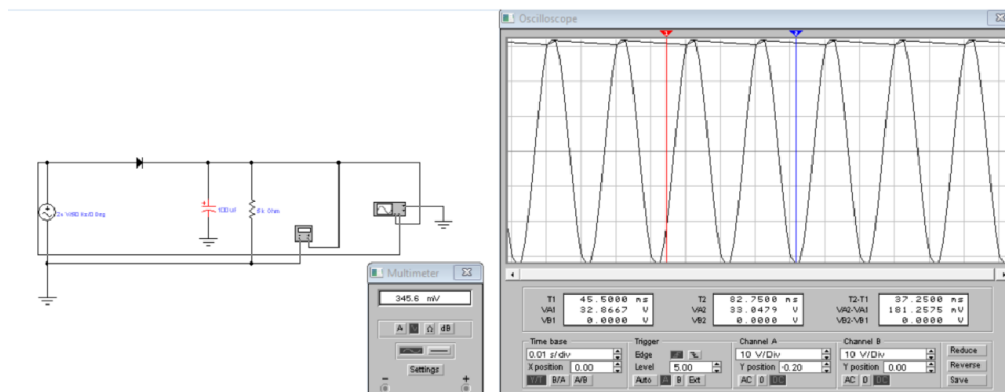 Oscilloscope
100 uF
Multimeter
345.6 mV
A Ω dB
Settings
− +
T1 45.5000 ms T2 82.7500 ms T2-T1 37.2500 ms
VA1 32.8667 V VA2 33.0479 V VA2-VA1 181.2575 mV
VB1 0.0000 V VB2 0.0000 V VB2-VB1 0.0000 V
Time base Trigger Channel A Channel B
0.01 s/div Edge 10 V/Div 10 V/Div Reduce
X position 0.00 Level 5.00 Y position -0.20 Y position 0.00 Reverse
Y/T B/A A/B Auto A B Ext AC 0 DC AC 0 DC Save